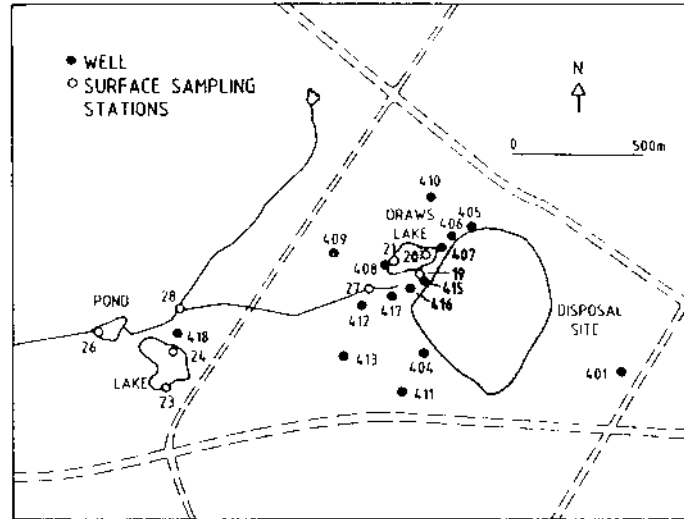 WELL
SURFACE SAMPLING
STATIONS
N
0 500m
410
DRAWS
LAKE
406
405
409
21
20
407
408
19
27
415
416
POND
28
412
417
DISPOSAL
SITE
26
418
24
413
404
401
LAKE
23
411